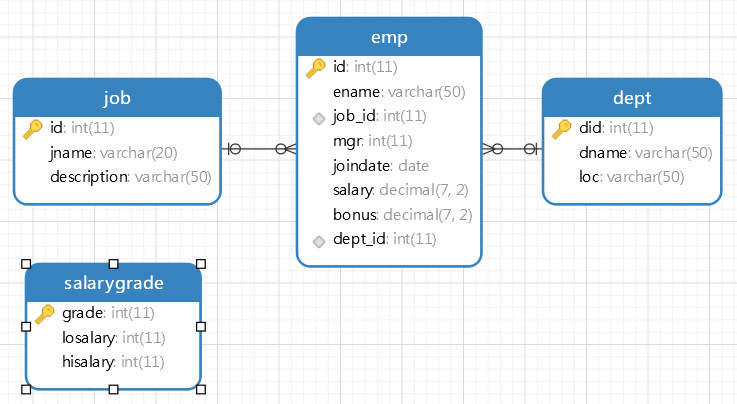 job
id: int(11)
jname: varchar(20)
description: varchar(50)
emp
id: int(11)
ename: varchar(50)
job_id: int(11)
mgr: int(11)
joindate: date
salary: decimal(7, 2)
bonus: decimal(7, 2)
dept_id: int(11)
dept
did: int(11)
dname: varchar(50)
loc: varchar(50)
salarygrade
grade: int(11)
losalary: int(11)
hisalary: int(11)